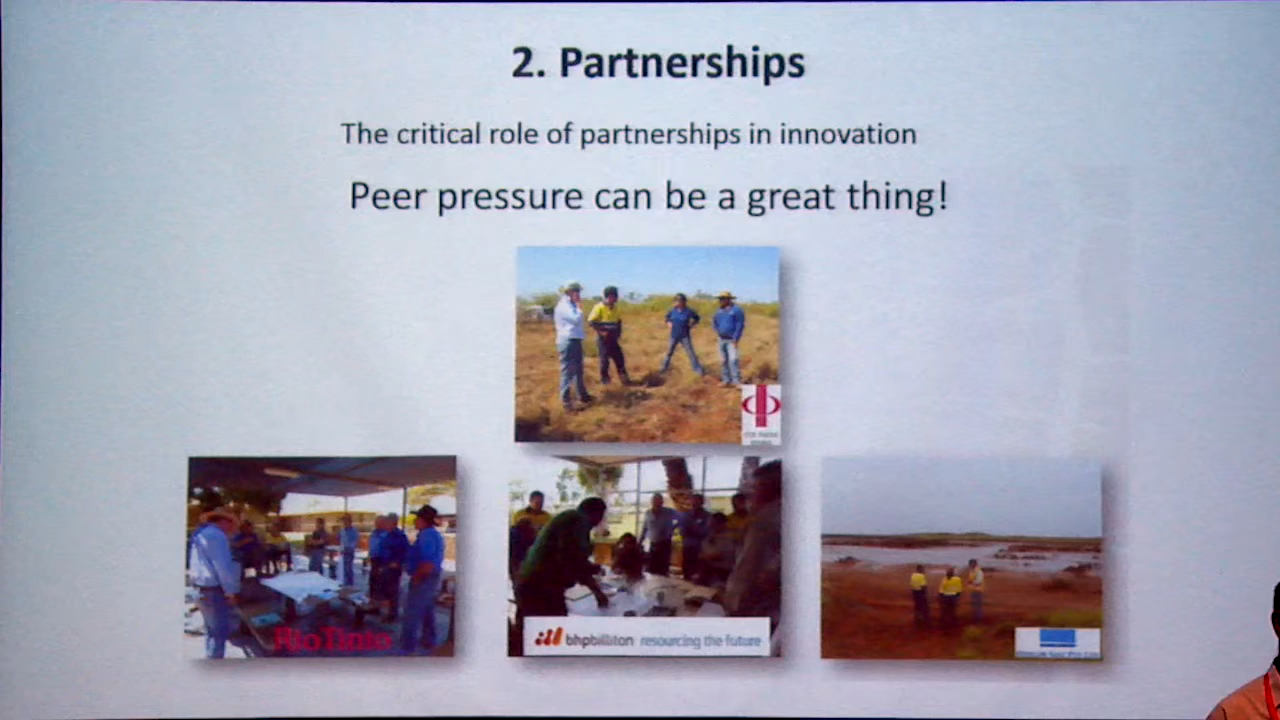 2. Partnerships
The critical role of partnerships in innovation
Peer pressure can be a great thing!
RioTinto
bhpbilliton resourcing the future